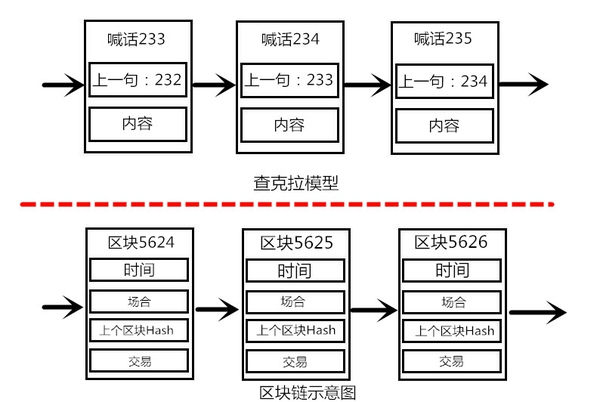 喊话233
上一句：232
内容
喊话234
上一句：233
内容
喊话235
上一句：234
内容
查克拉模型
区块5624
时间
场合
上个区块Hash
交易
区块5625
时间
场合
上个区块Hash
交易
区块5626
时间
场合
上个区块Hash
交易
区块链示意图